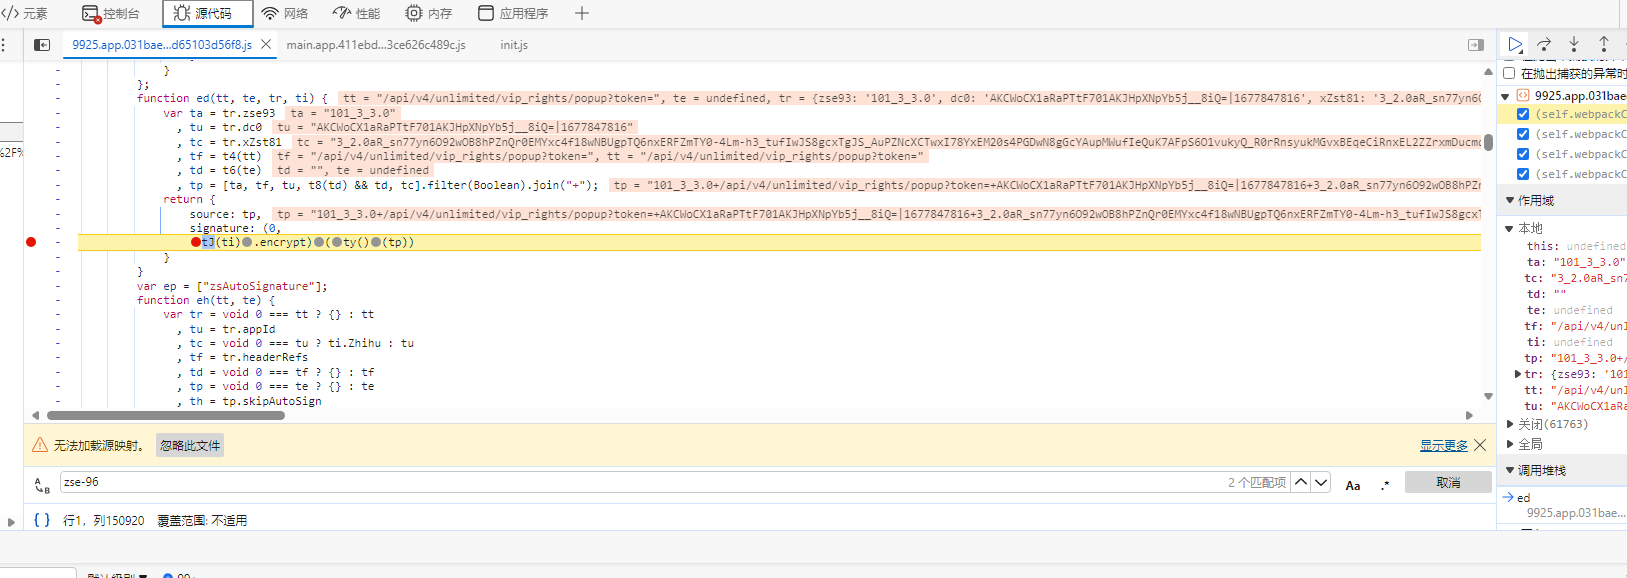 </> 元素 控制台 源代码 网络 性能 内存 应用程序
9925.app.031bae...d65103d56f8.js main.app.411ebd...3ce626c489c.js init.js
}
};
function ed(tt, te, tr, ti) { tt = "/api/v4/unlimited/vip_rights/popup?token=", te = undefined, tr = {zse93: '101_3_3.0', dc0: 'AKCWoCX1aRaPTtF701AKJHpXNpYb5j__8iQ=|1677847816', xZst81: '3_2.0aR_sn77yn6O
var ta = tr.zse93 ta = "101_3_3.0"
, tu = tr.dc0 tu = "AKCWoCX1aRaPTtF701AKJHpXNpYb5j__8iQ=|1677847816"
, tc = tr.xZst81 tc = "3_2.0aR_sn77yn6O92wOB8hPZnQr0EMYxc4f18wNBUgpTQ6nxERFZmTY0-4Lm-h3_tufIwJS8gcxTgJS_AuPZNcXCTwxI78YxEM20s4PGDwN8gGcYAupMWufIeQuK7AFpS6O1vukyQ_R0rRnsyukMGvxBEqeCiRnxEL2ZZrxmDucmq
, tf = t4(tt) tf = "/api/v4/unlimited/vip_rights/popup?token=", tt = "/api/v4/unlimited/vip_rights/popup?token="
, td = t6(te) td = "", te = undefined
, tp = [ta, tf, tu, t8(td) && td, tc].filter(Boolean).join("+"); tp = "101_3_3.0+/api/v4/unlimited/vip_rights/popup?token=+AKCWoCX1aRaPTtF701AKJHpXNpYb5j__8iQ=|1677847816+3_2.0aR_sn77yn6O92wOB8hPZn
return {
source: tp, tp = "101_3_3.0+/api/v4/unlimited/vip_rights/popup?token=+AKCWoCX1aRaPTtF701AKJHpXNpYb5j__8iQ=|1677847816+3_2.0aR_sn77yn6O92wOB8hPZnQr0EMYxc4f18wNBUgpTQ6nxERFZmTY0-4Lm-h3_tufIwJS8gcx
signature: (0,
tJ(ti).encrypt)(ty()(tp))
}
}
var ep = ["zsAutoSignature"];
function eh(tt, te) {
var tr = void 0 === tt ? {} : tt
, tu = tr.appId
, tc = void 0 === tu ? ti.Zhihu : tu
, tf = tr.headerRefs
, td = void 0 === tf ? {} : tf
, tp = void 0 === te ? {} : te
, th = tp.skipAutoSign
无法加载源映射。 忽略此文件 显示更多
zse-96 2 个匹配项 Aa .* 取消
{ } 行1，列150920 覆盖范围: 不适用
在抛出捕获的异常时
9925.app.031bae
(self.webpackC
(self.webpackC
(self.webpackC
(self.webpackC
作用域
本地
this: undefined
ta: "101_3_3.0"
tc: "3_2.0aR_sn7
td: ""
te: undefined
tf: "/api/v4/unl
ti: undefined
tp: "101_3_3.0+/
tr: {zse93: '101
tt: "/api/v4/unl
tu: "AKCWoCX1aRa
关闭(61763)
全局
调用堆栈
ed
9925.app.031bae...